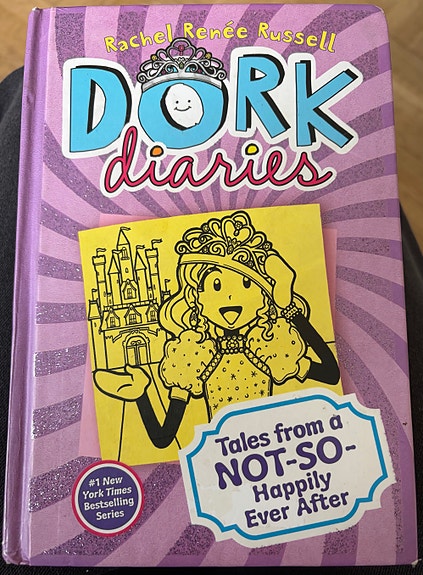 Rachel Renée Russell
DORK
diaries
Tales from a
NOT-SO-
Happily
Ever After
#1 New
York Times
Bestselling
Series